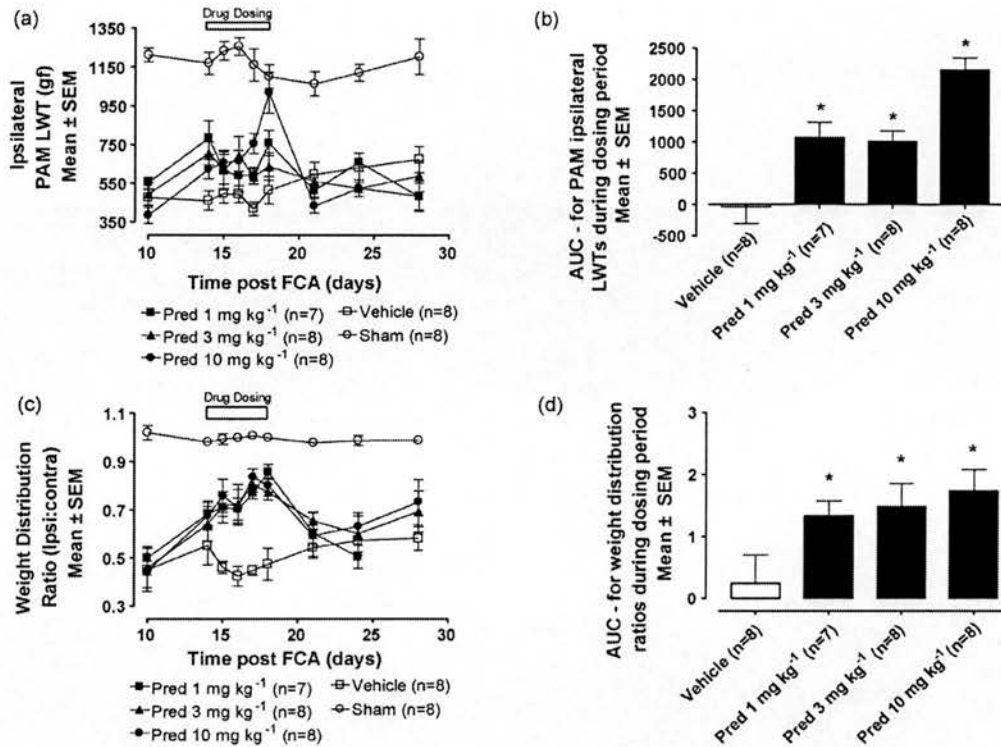 (a)
Drug Dosing
Ipsilateral
PAM LWT (gf)
Mean ± SEM
1350
1150
950
750
550
350
10
15
20
25
30
Time post FCA (days)
Pred 1 mg kg⁻¹ (n=7)
Pred 3 mg kg⁻¹ (n=8)
Pred 10 mg kg⁻¹ (n=8)
Vehicle (n=8)
Sham (n=8)
(b)
AUC - for PAM ipsilateral
LWTs during dosing period
Mean ± SEM
2500
2000
1500
1000
500
0
-500
*
*
*
Vehicle (n=8)
Pred 1 mg kg⁻¹ (n=7)
Pred 3 mg kg⁻¹ (n=8)
Pred 10 mg kg⁻¹ (n=8)
(c)
Drug Dosing
Weight Distribution
Ratio (Ipsi:contra)
Mean ± SEM
1.1
0.9
0.7
0.5
0.3
10
15
20
25
30
Time post FCA (days)
Pred 1 mg kg⁻¹ (n=7)
Pred 3 mg kg⁻¹ (n=8)
Pred 10 mg kg⁻¹ (n=8)
Vehicle (n=8)
Sham (n=8)
(d)
AUC - for weight distribution
ratios during dosing period
Mean ± SEM
3
2
1
0
*
*
*
Vehicle (n=8)
Pred 1 mg kg⁻¹ (n=7)
Pred 3 mg kg⁻¹ (n=8)
Pred 10 mg kg⁻¹ (n=8)